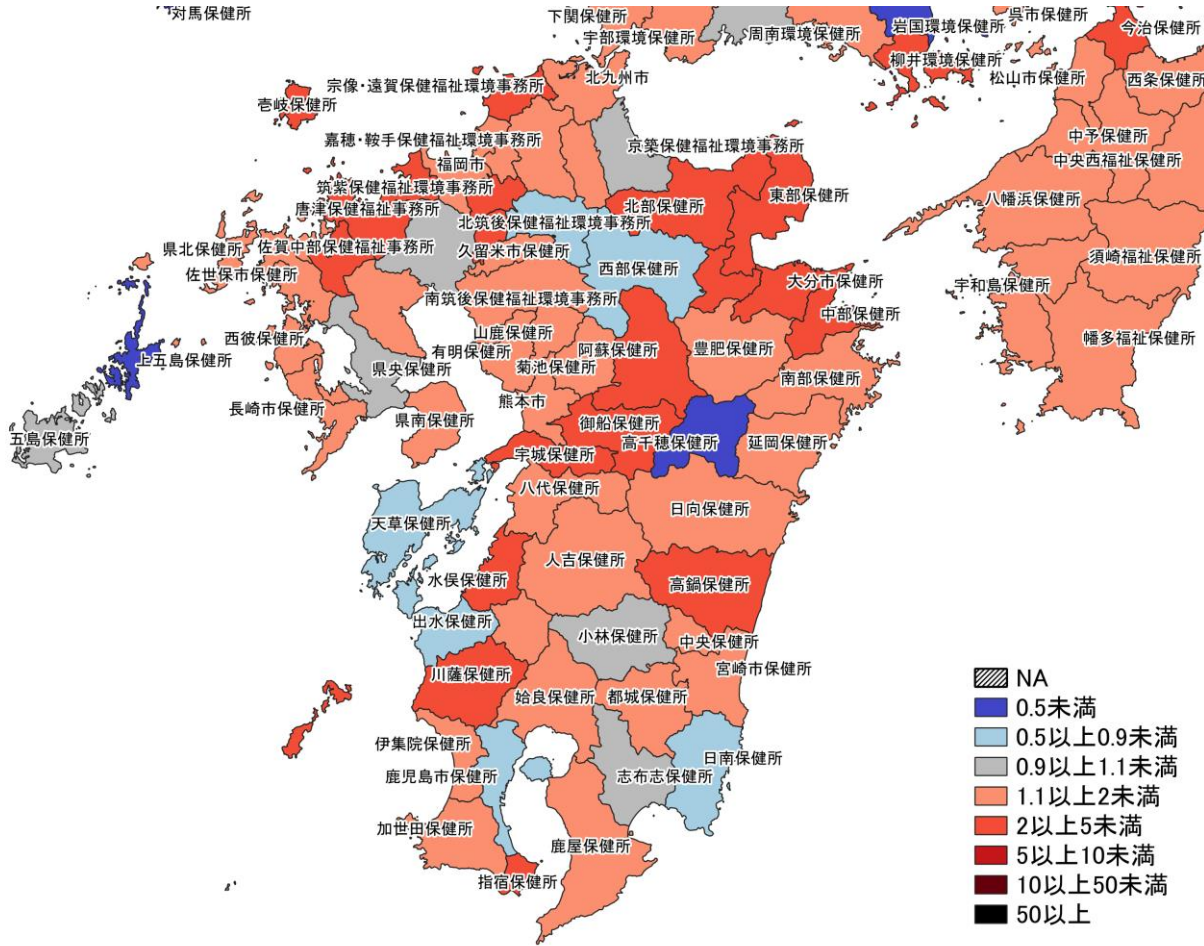 対馬保健所
下関保健所
岩国環境保健所
呉市保健所
今治保健所
宇部環境保健所
周南環境保健所
柳井環境保健所
宗像・遠賀保健福祉環境事務所
北九州市
松山市保健所
西条保健所
壱岐保健所
嘉穂・鞍手保健福祉環境事務所
京築保健福祉環境事務所
中予保健所
福岡市
中央西福祉保健所
筑紫保健福祉環境事務所
東部保健所
八幡浜保健所
唐津保健福祉事務所
北筑後保健福祉環境事務所
北部保健所
県北保健所
佐賀中部保健福祉事務所
久留米市保健所
西部保健所
須崎福祉保健所
佐世保市保健所
大分市保健所
宇和島保健所
南筑後保健福祉環境事務所
中部保健所
西彼保健所
山鹿保健所
幡多福祉保健所
上五島保健所
有明保健所
阿蘇保健所
豊肥保健所
県央保健所
菊池保健所
南部保健所
長崎市保健所
県南保健所
熊本市
御船保健所
五島保健所
高千穂保健所
延岡保健所
宇城保健所
八代保健所
日向保健所
天草保健所
人吉保健所
水俣保健所
高鍋保健所
出水保健所
小林保健所
中央保健所
宮崎市保健所
川薩保健所
姶良保健所
都城保健所
伊集院保健所
日南保健所
鹿児島市保健所
志布志保健所
加世田保健所
鹿屋保健所
指宿保健所
NA
0.5未満
0.5以上0.9未満
0.9以上1.1未満
1.1以上2未満
2以上5未満
5以上10未満
10以上50未満
50以上